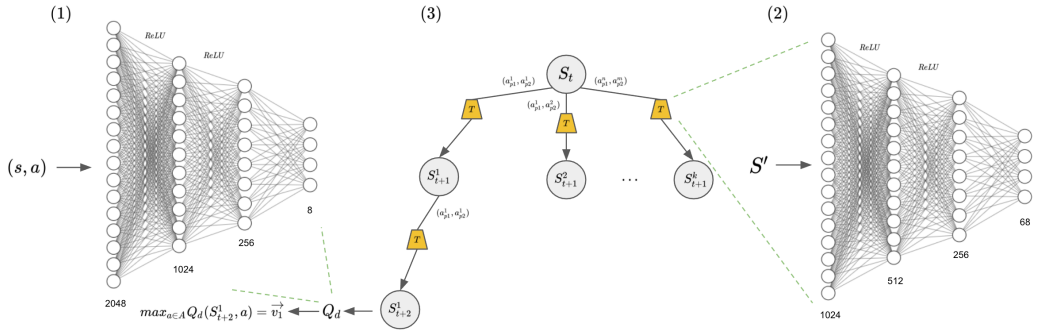 (1)
ReLU
ReLU
(s, a)
8
256
1024
2048
(3)
S_t
(a^1_{p1}, a^1_{p2})
(a^1_{p1}, a^2_{p2})
(a^n_{p1}, a^m_{p2})
T
T
T
S^1_{t+1}
S^2_{t+1}
...
S^k_{t+1}
(a^1_{p1}, a^1_{p2})
T
S^1_{t+2}
Q_d
max_{a∈A} Q_d(S^1_{t+2}, a) = \overrightarrow{v_1}
(2)
ReLU
ReLU
S′
68
256
512
1024